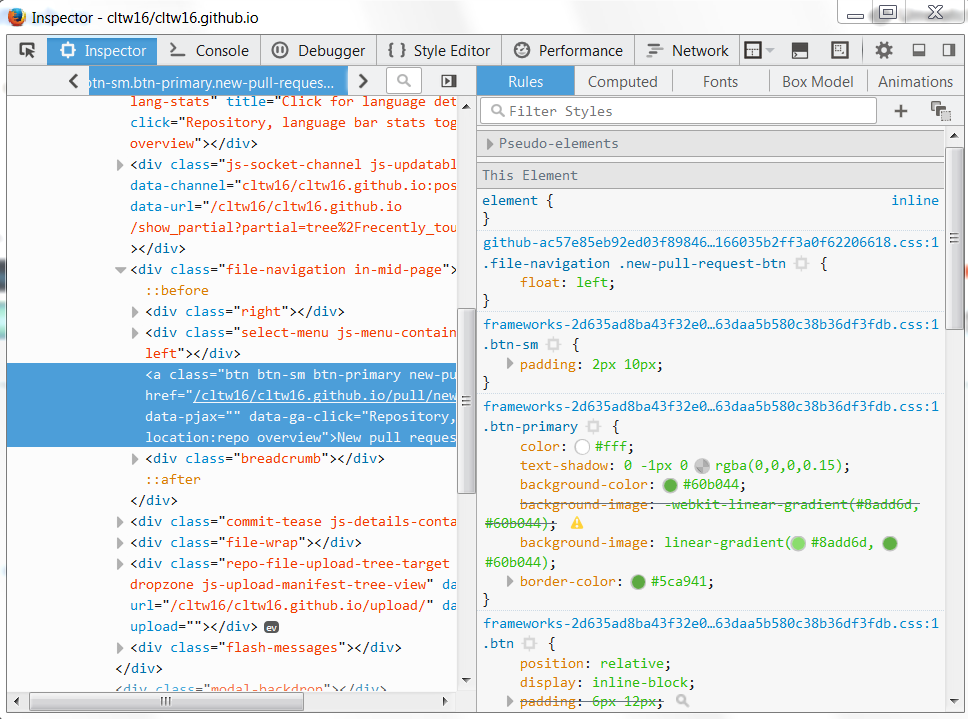 Inspector - cltw16/cltw16.github.io
Inspector Console Debugger { } Style Editor Performance Network
btn-sm.btn-primary.new-pull-reques...
lang-stats" title="Click for language det
click="Repository, language bar stats tog
overview"></div>
<div class="js-socket-channel js-updatabl
data-channel="cltw16/cltw16.github.io:pos
data-url="/cltw16/cltw16.github.io
/show_partial?partial=tree%2Frecently_tou
></div>
<div class="file-navigation in-mid-page">
::before
<div class="right"></div>
<div class="select-menu js-menu-contain
left"></div>
<a class="btn btn-sm btn-primary new-pu
href="/cltw16/cltw16.github.io/pull/new
data-pjax="" data-ga-click="Repository,
location:repo overview">New pull reques
<div class="breadcrumb"></div>
::after
</div>
<div class="commit-tease js-details-conta
<div class="file-wrap"></div>
<div class="repo-file-upload-tree-target
dropzone js-upload-manifest-tree-view" da
url="/cltw16/cltw16.github.io/upload/" da
upload=""></div> ev
<div class="flash-messages"></div>
</div>
<div class="modal-backdrop"></div>
Rules Computed Fonts Box Model Animations
Filter Styles
Pseudo-elements
This Element
element { inline
}
github-ac57e85eb92ed03f89846…166035b2ff3a0f62206618.css:1
.file-navigation .new-pull-request-btn {
float: left;
}
frameworks-2d635ad8ba43f32e0…63daa5b580c38b36df3fdb.css:1
.btn-sm {
padding: 2px 10px;
}
frameworks-2d635ad8ba43f32e0…63daa5b580c38b36df3fdb.css:1
.btn-primary {
color: #fff;
text-shadow: 0 -1px 0 rgba(0,0,0,0.15);
background-color: #60b044;
background-image: -webkit-linear-gradient(#8add6d,
#60b044);
background-image: linear-gradient( #8add6d,
#60b044);
border-color: #5ca941;
}
frameworks-2d635ad8ba43f32e0…63daa5b580c38b36df3fdb.css:1
.btn {
position: relative;
display: inline-block;
padding: 6px 12px;